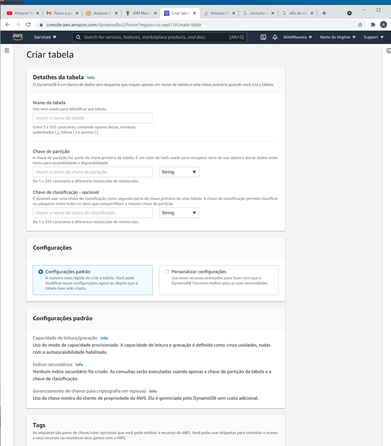 console.aws.amazon.com/dynamodbv2/home?region=us-east-1#create-table
aws
Services
Search for services, features, marketplace products, and docs
[Alt+S]
Norte da Virgínia
Support
Criar tabela
Detalhes da tabela Info
O DynamoDB é um banco de dados sem esquema que requer apenas um nome de tabela e uma chave primária quando você cria a tabela.
Nome da tabela
Isso será usado para identificar sua tabela.
Insira o nome da tabela
Entre 3 e 255 caracteres, contendo apenas letras, números,
sublinhados (_), hifens (-) e pontos (.).
Chave de partição
A chave de partição faz parte da chave primária da tabela. É um valor de hash usado para recuperar itens da sua tabela e alocar dados entre
hosts para escalabilidade e disponibilidade.
Insira o nome da chave de partição
String
De 1 a 255 caracteres e diferencia maiúsculas de minúsculas.
Chave de classificação - opcional
É possível usar uma chave de classificação como segunda parte da chave primária de uma tabela. A chave de classificação permite classificar
ou pesquisar entre todos os itens que compartilham a mesma chave de partição.
Insira o nome da chave de classificação
String
De 1 a 255 caracteres e diferencia maiúsculas de minúsculas.
Configurações
Configurações padrão
A maneira mais rápida de criar a tabela. Você pode
modificar essas configurações agora ou depois que a
tabela tiver sido criada.
Personalizar configurações
Use esses recursos avançados para fazer com que o
DynamoDB funcione melhor para as suas necessidades.
Configurações padrão
Capacidade de leitura/gravação Info
Uso do modo de capacidade provisionada. A capacidade de leitura e gravação é definida como cinco unidades, todas
com a autoescalabilidade habilitada.
Índices secundários Info
Nenhum índice secundário foi criado. As consultas serão executadas usando apenas a chave de partição da tabela e a
chave de classificação.
Gerenciamento de chaves para criptografia em repouso Info
Uso da chave mestra do cliente de propriedade da AWS. Ela é gerenciada pelo DynamoDB sem custo adicional.
Tags
As etiquetas são pares de chave/valor opcionais que você pode atribuir a recursos da AWS. Você pode usar etiquetas para controlar o acesso
a seus recursos ou monitorar seus gastos com a AWS.